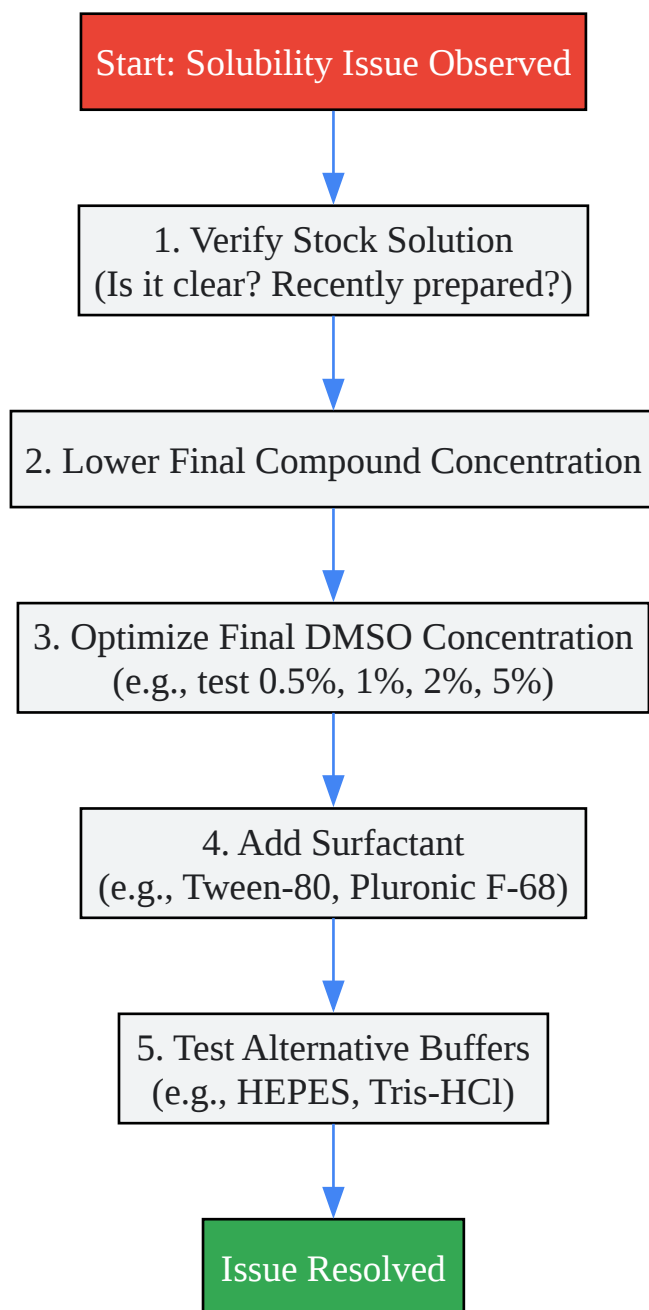 Start: Solubility Issue Observed
1. Verify Stock Solution
(Is it clear? Recently prepared?)
2. Lower Final Compound Concentration
3. Optimize Final DMSO Concentration
(e.g., test 0.5%, 1%, 2%, 5%)
4. Add Surfactant
(e.g., Tween-80, Pluronic F-68)
5. Test Alternative Buffers
(e.g., HEPES, Tris-HCl)
Issue Resolved